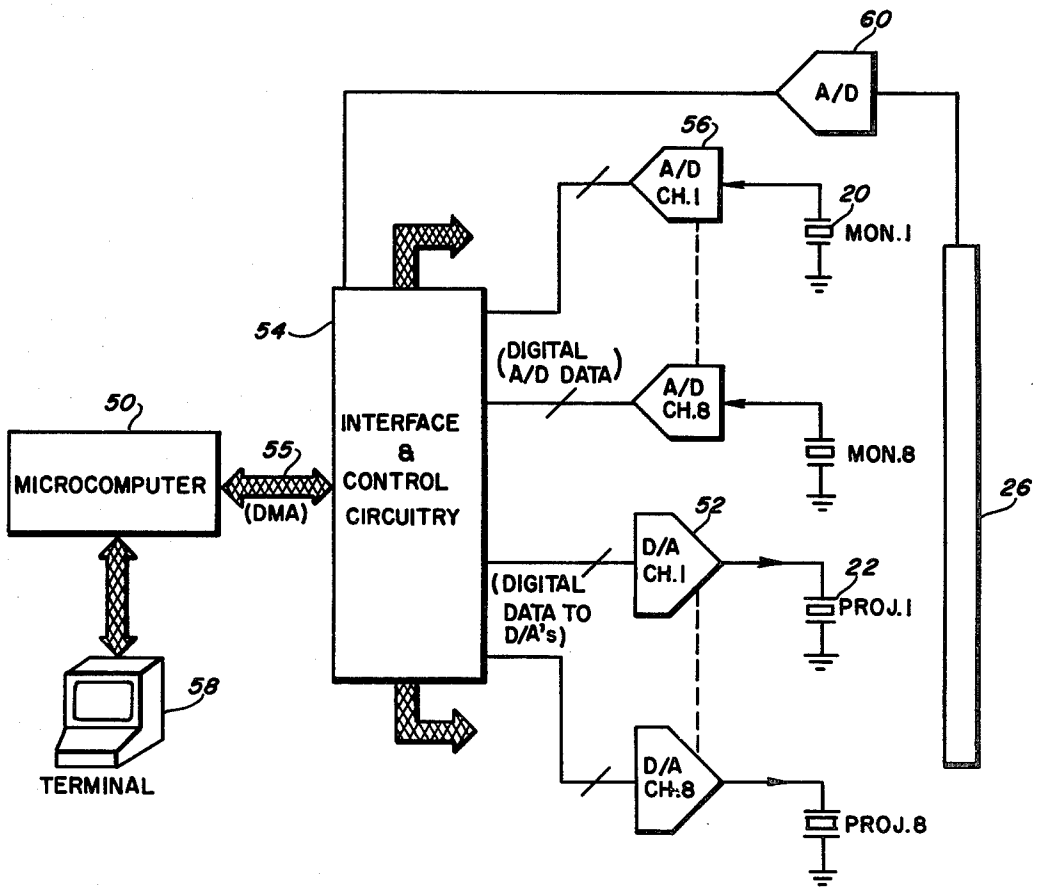 60
A/D
56
A/D
CH.1
20
MON.1
54
(DIGITAL
A/D DATA)
A/D
CH.8
MON.8
50
MICROCOMPUTER
55
(DMA)
INTERFACE
&
CONTROL
CIRCUITRY
26
52
D/A
CH.1
22
PROJ.1
(DIGITAL
DATA TO
D/A's)
58
TERMINAL
D/A
CH.8
PROJ.8